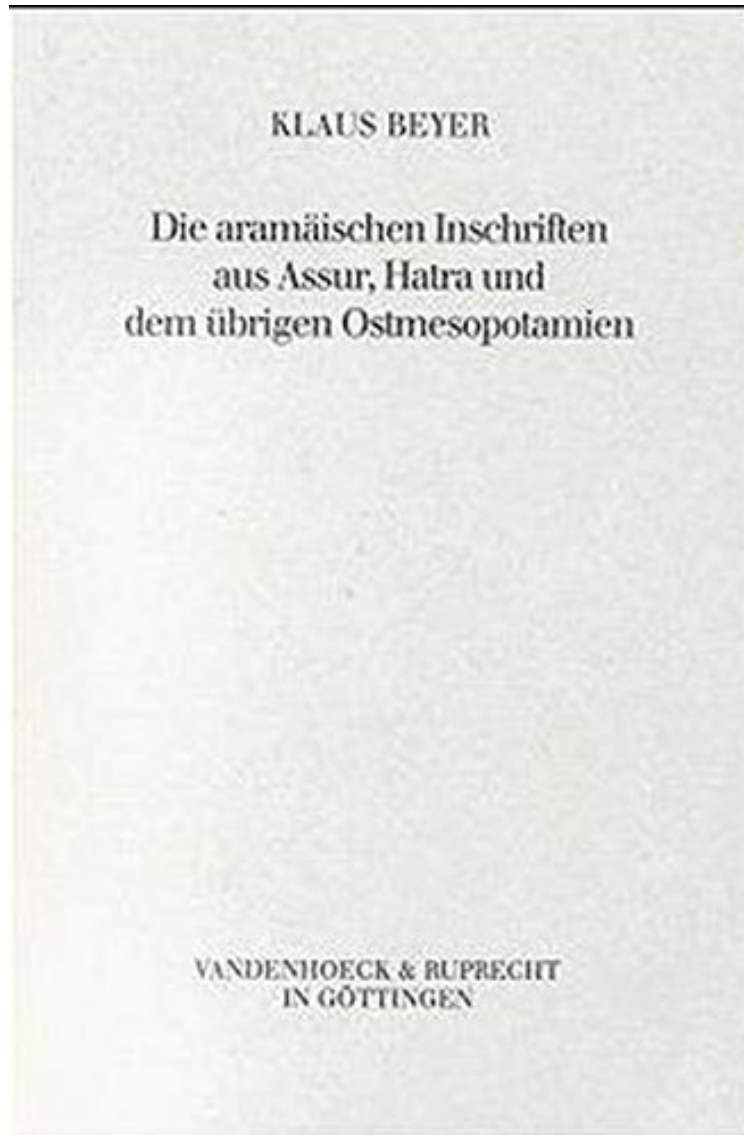 KLAUS BEYER
Die aramäischen Inschriften
aus Assur, Hatra und
dem übrigen Ostmesopotamien
VANDENHOECK & RUPRECHT
IN GÖTTINGEN